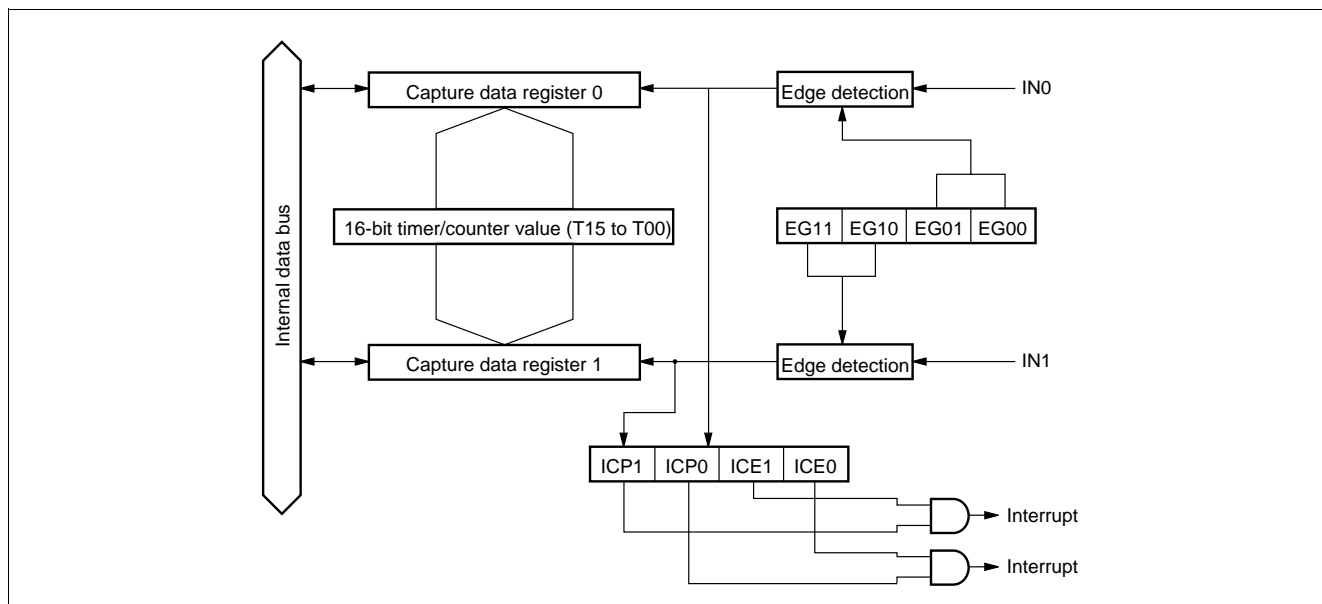 Capture data register 0
Edge detection
IN0
Internal data bus
16-bit timer/counter value (T15 to T00)
EG11 EG10 EG01 EG00
Capture data register 1
Edge detection
IN1
ICP1 ICP0 ICE1 ICE0
Interrupt
Interrupt